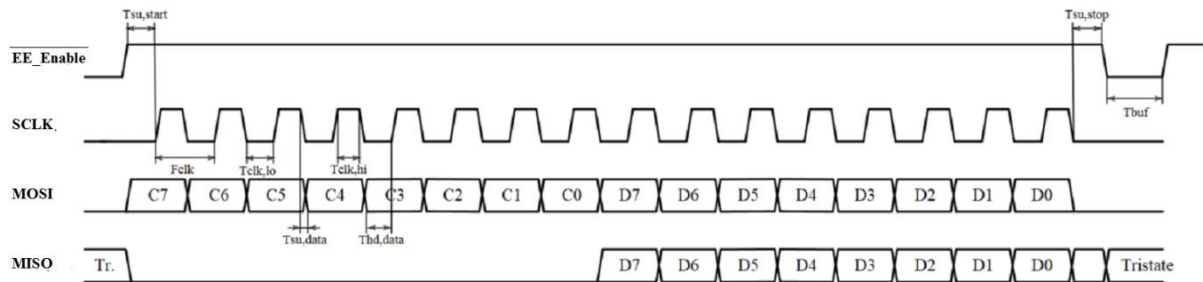 Tsu,start
Tsu,stop
EE_Enable
SCLK.
Tbuf
Fclk Tclk,lo Tclk,hi
MOSI C7 C6 C5 C4 C3 C2 C1 C0 D7 D6 D5 D4 D3 D2 D1 D0
Tsu,data Thd,data
MISO Tr. D7 D6 D5 D4 D3 D2 D1 D0 Tristate